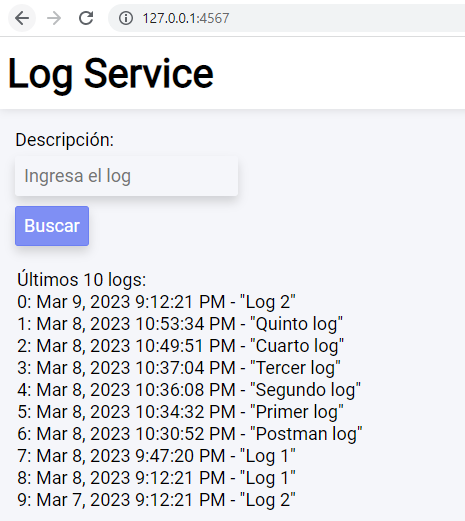 127.0.0.1:4567
Log Service
Descripción:
Ingresa el log
Buscar
Últimos 10 logs:
0: Mar 9, 2023 9:12:21 PM - "Log 2"
1: Mar 8, 2023 10:53:34 PM - "Quinto log"
2: Mar 8, 2023 10:49:51 PM - "Cuarto log"
3: Mar 8, 2023 10:37:04 PM - "Tercer log"
4: Mar 8, 2023 10:36:08 PM - "Segundo log"
5: Mar 8, 2023 10:34:32 PM - "Primer log"
6: Mar 8, 2023 10:30:52 PM - "Postman log"
7: Mar 8, 2023 9:47:20 PM - "Log 1"
8: Mar 8, 2023 9:12:21 PM - "Log 1"
9: Mar 7, 2023 9:12:21 PM - "Log 2"